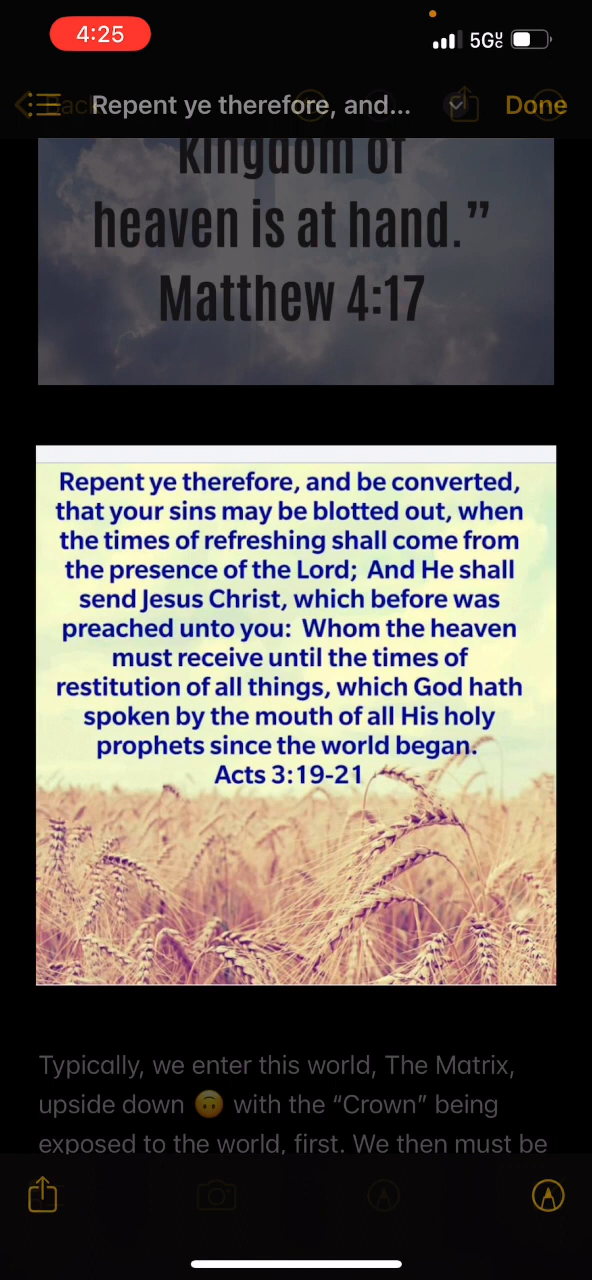 4:25
5G
Back
Repent ye therefore, and...
Done
kingdom of
heaven is at hand.”
Matthew 4:17
Repent ye therefore, and be converted,
that your sins may be blotted out, when
the times of refreshing shall come from
the presence of the Lord;  And He shall
send Jesus Christ, which before was
preached unto you:  Whom the heaven
must receive until the times of
restitution of all things, which God hath
spoken by the mouth of all His holy
prophets since the world began.
Acts 3:19-21
Typically, we enter this world, The Matrix,
upside down 🙃 with the “Crown” being
exposed to the world, first. We then must be